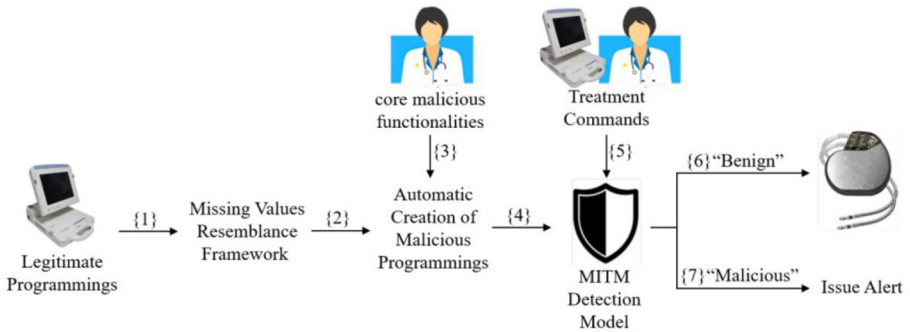 core malicious
functionalities
Treatment
Commands
{3}
{5}
{6}“Benign”
{1}
Missing Values
Resemblance
Framework
{2}
Automatic
Creation of
Malicious
Programmings
{4}
Legitimate
Programmings
MITM
Detection
Model
{7}“Malicious”
Issue Alert